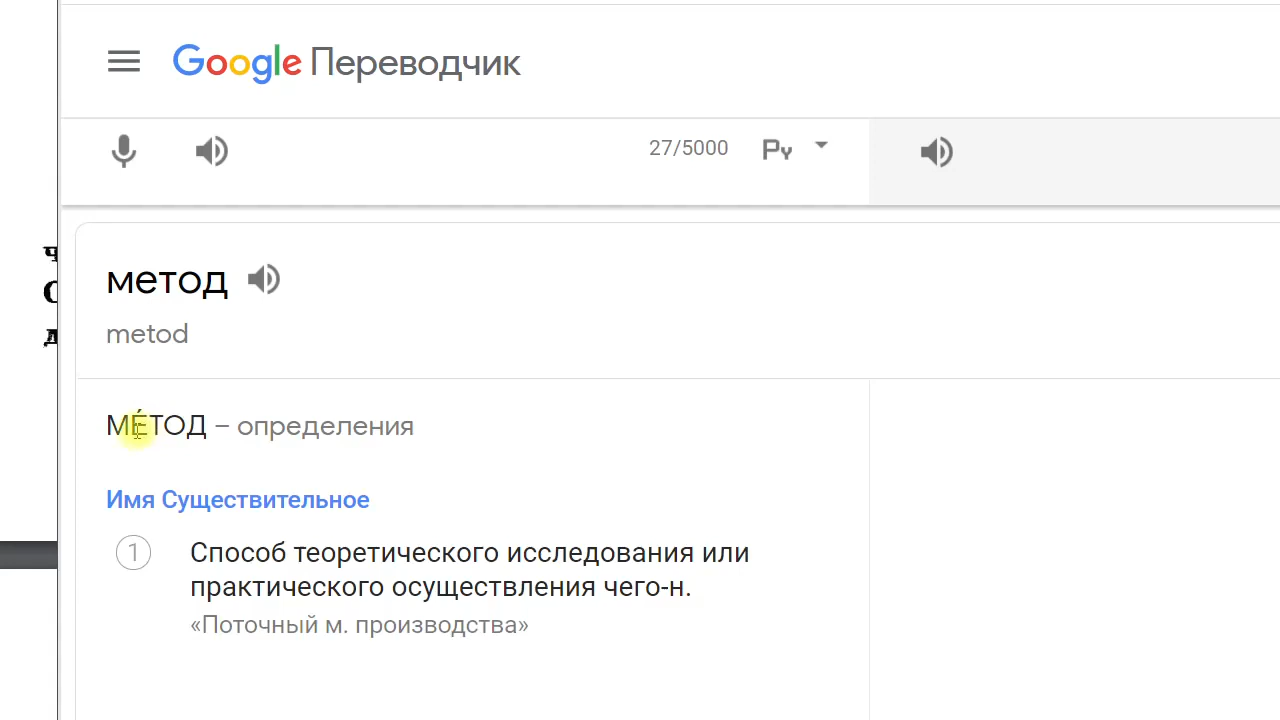 Google Переводчик
27/5000
Ру
метод
metod
МЕ́ТОД – определения
Имя Существительное
1 Способ теоретического исследования или
практического осуществления чего-н.
«Поточный м. производства»